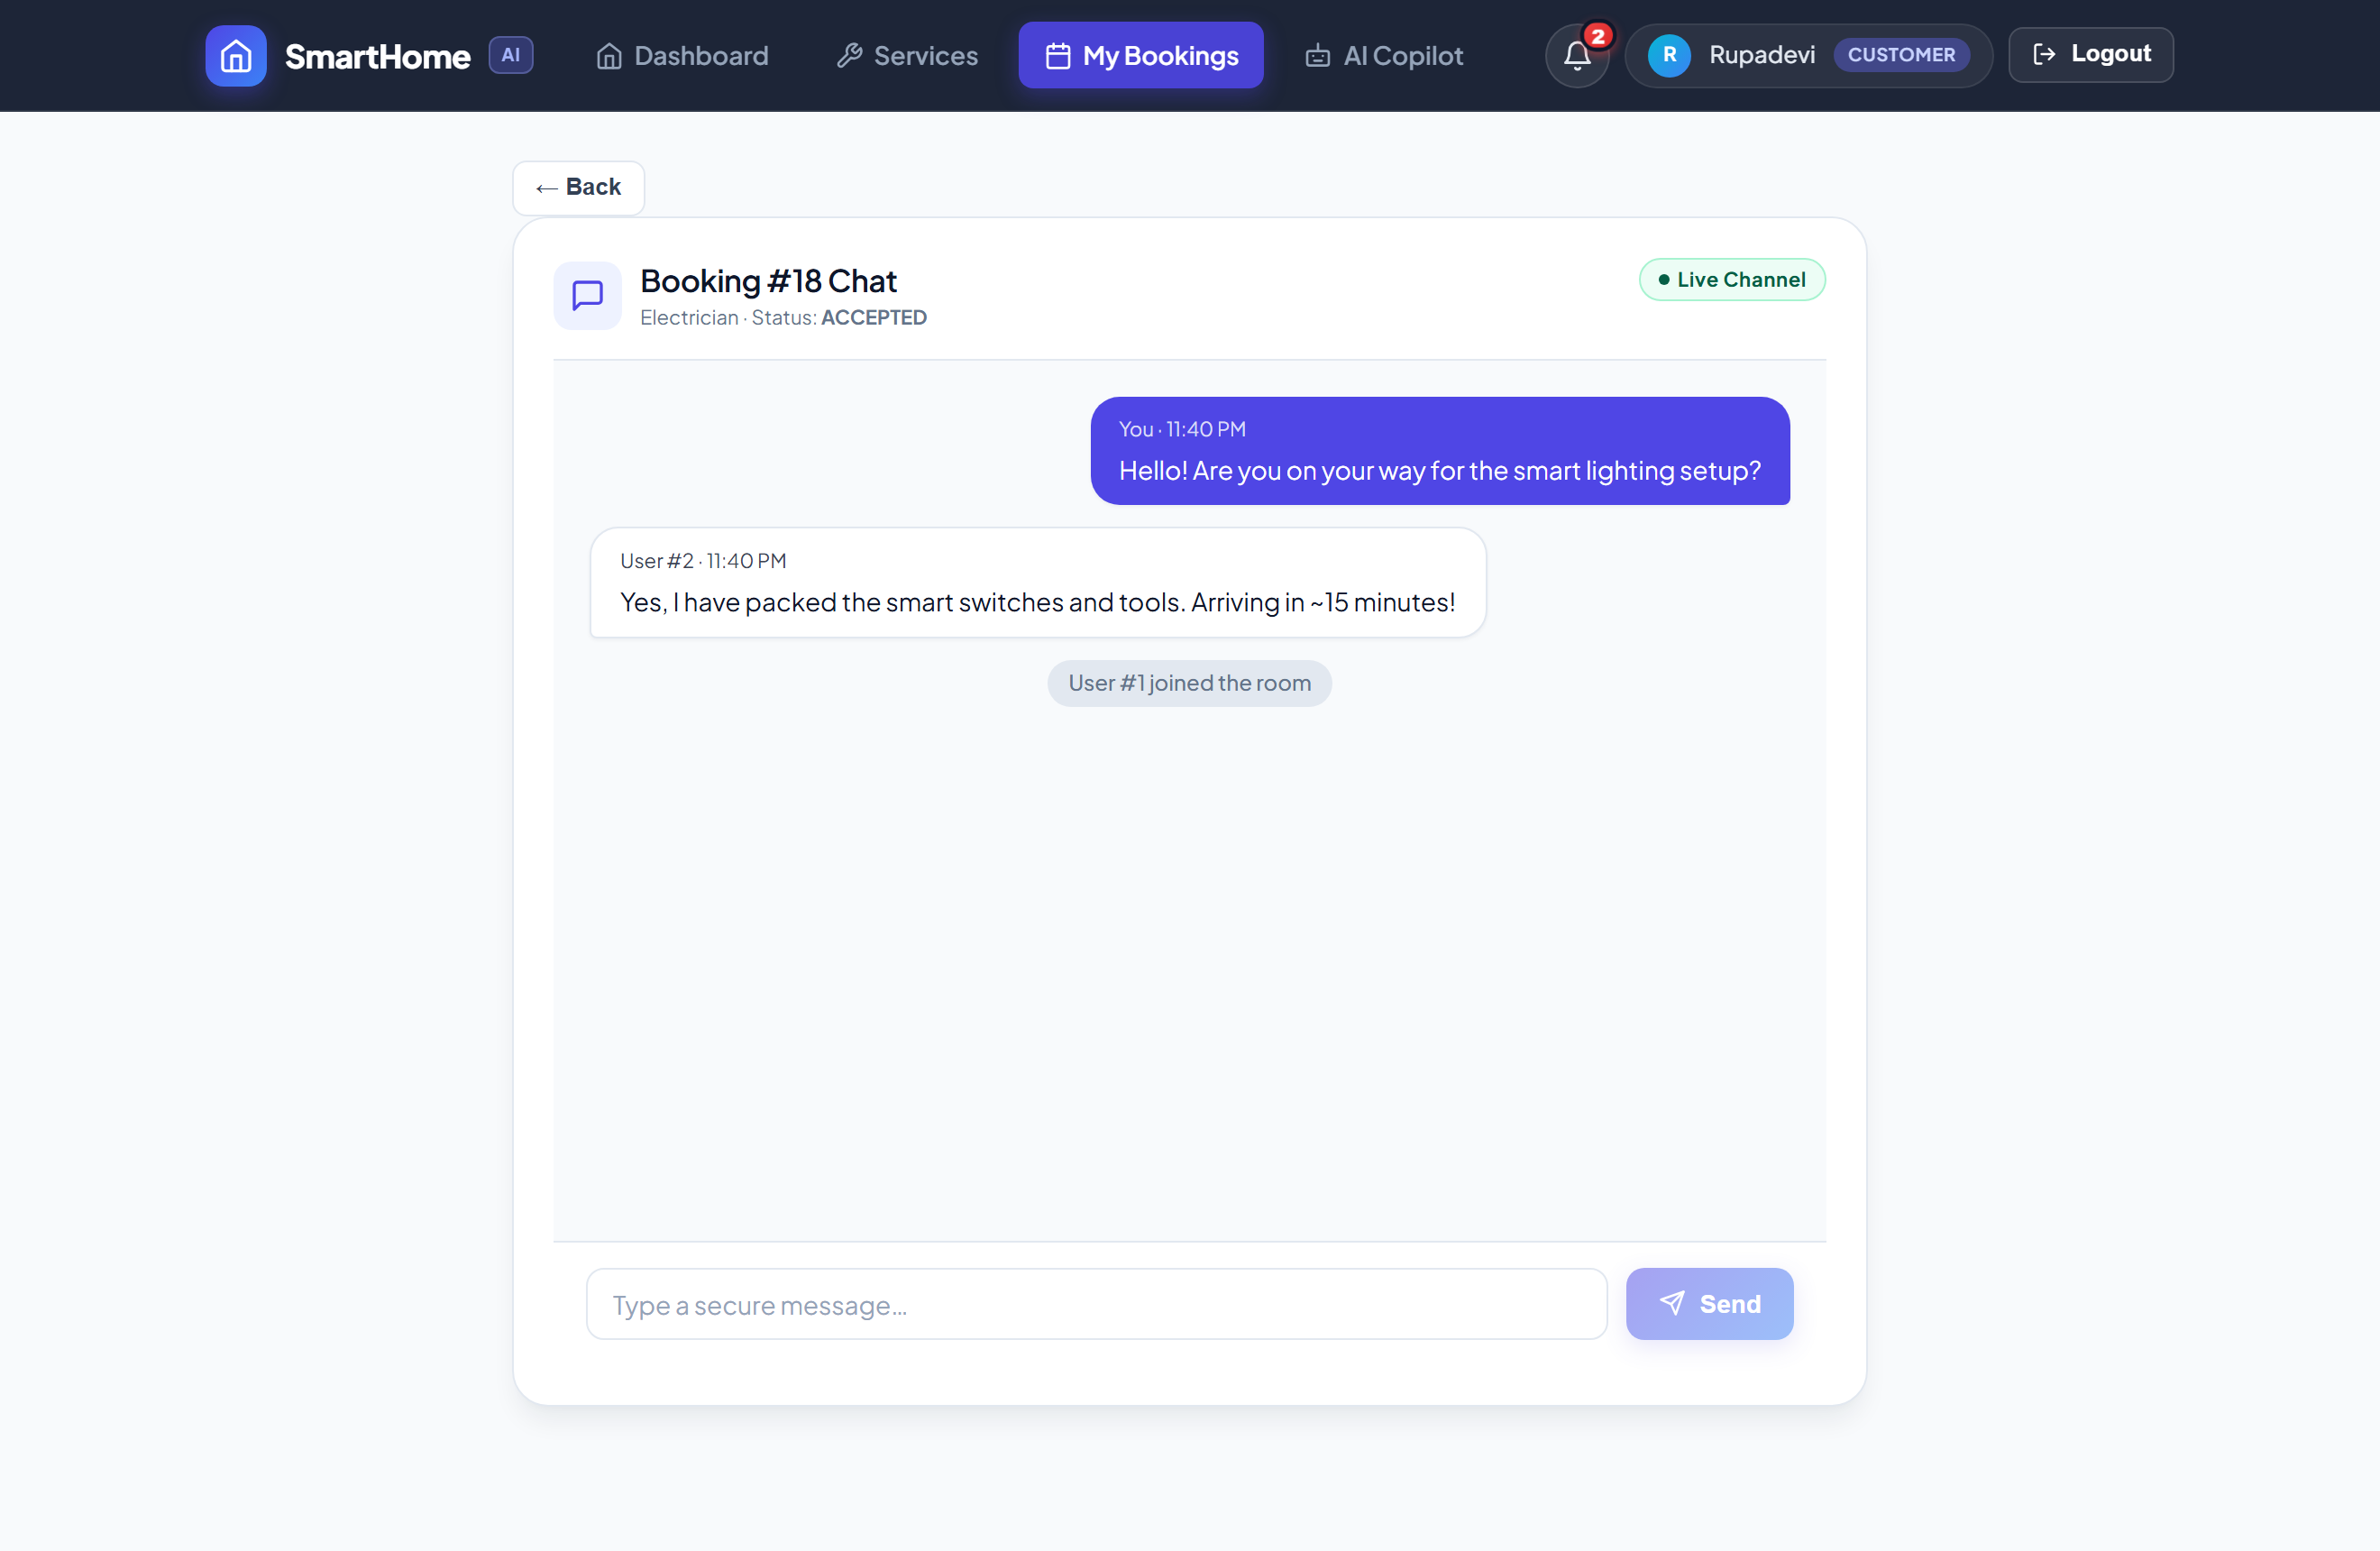 SmartHome AI Dashboard Services My Bookings AI Copilot 2 R Rupadevi CUSTOMER Logout
← Back
Booking #18 Chat
Live Channel
Electrician · Status: ACCEPTED
You · 11:40 PM
Hello! Are you on your way for the smart lighting setup?
User #2 · 11:40 PM
Yes, I have packed the smart switches and tools. Arriving in ~15 minutes!
User #1 joined the room
Type a secure message...
Send